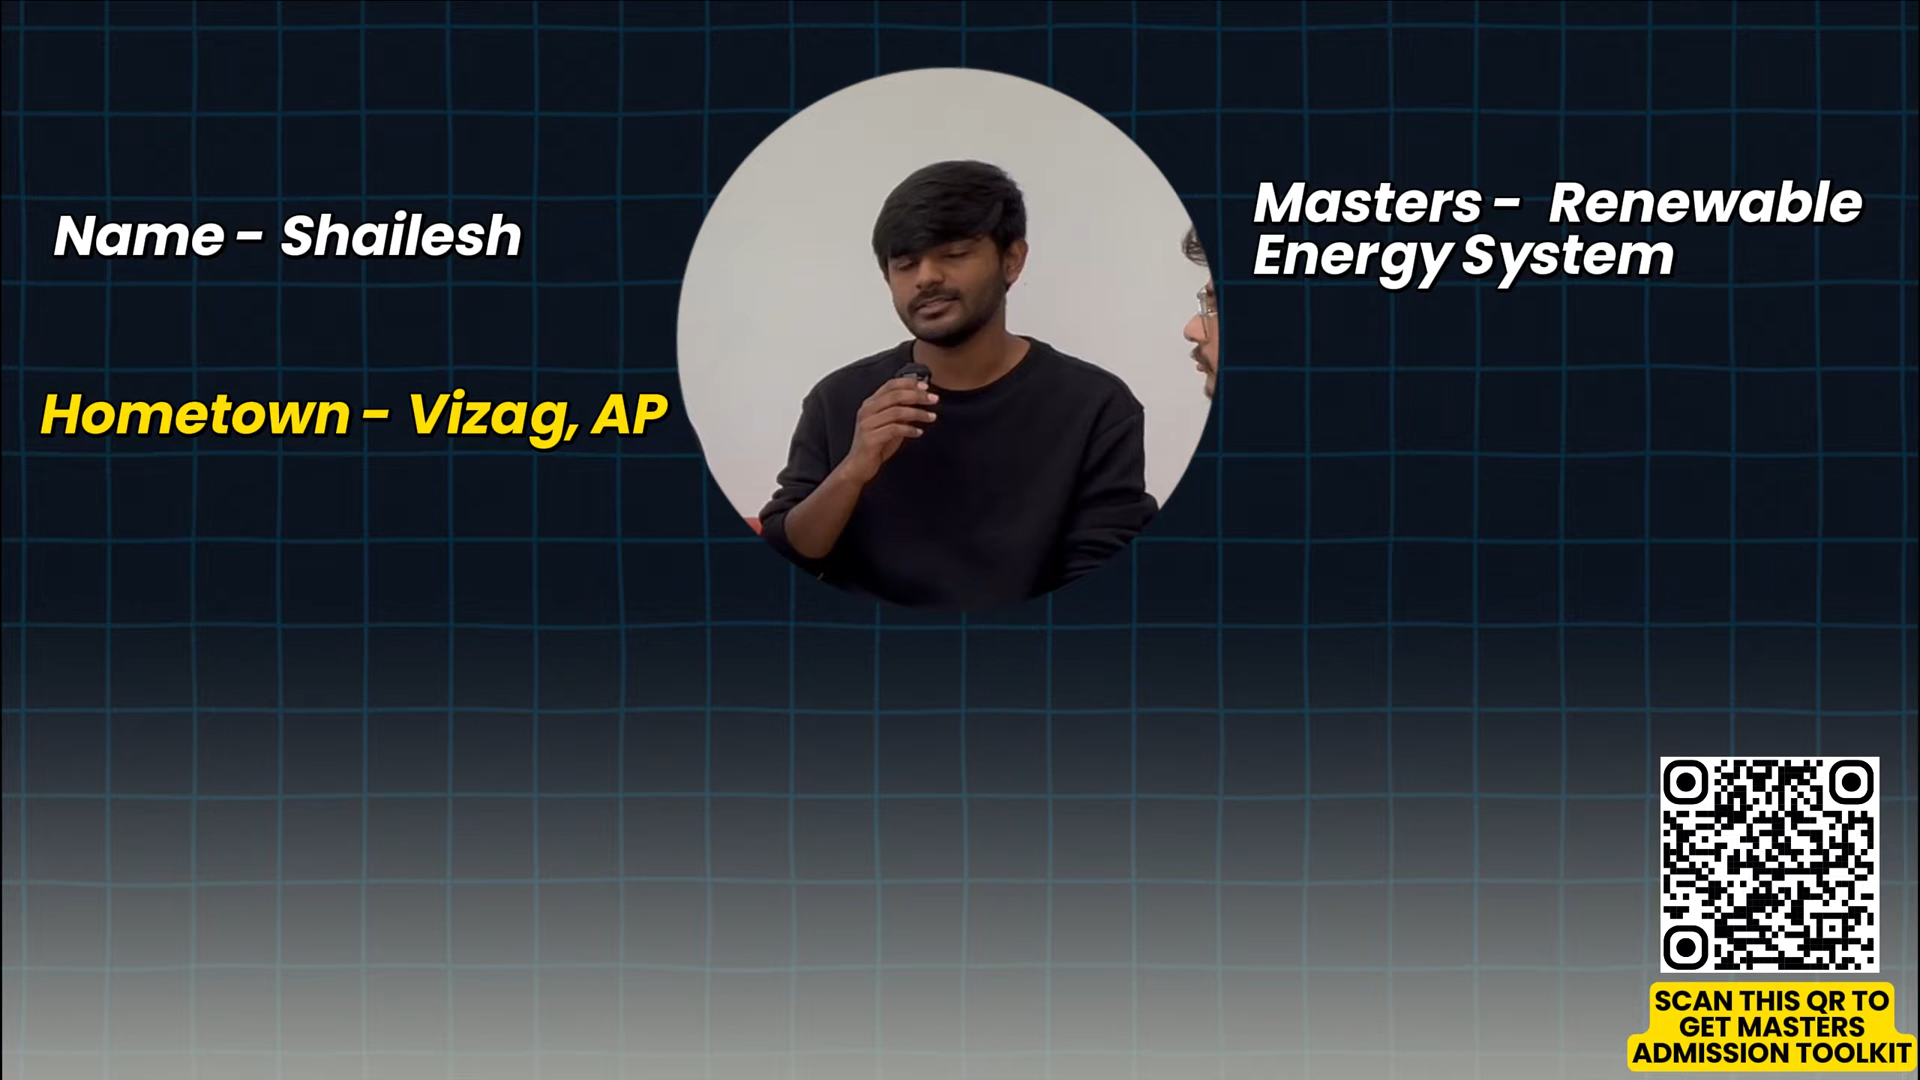 Name - Shailesh
Hometown - Vizag, AP
Masters - Renewable
Energy System
SCAN THIS QR TO
GET MASTERS
ADMISSION TOOLKIT